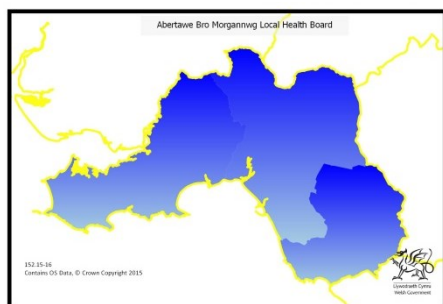 Abertawe Bro Morgannwg Local Health Board
152.15-16
Contains OS Data, © Crown Copyright 2015
Llywodraeth Cymru
Welsh Government